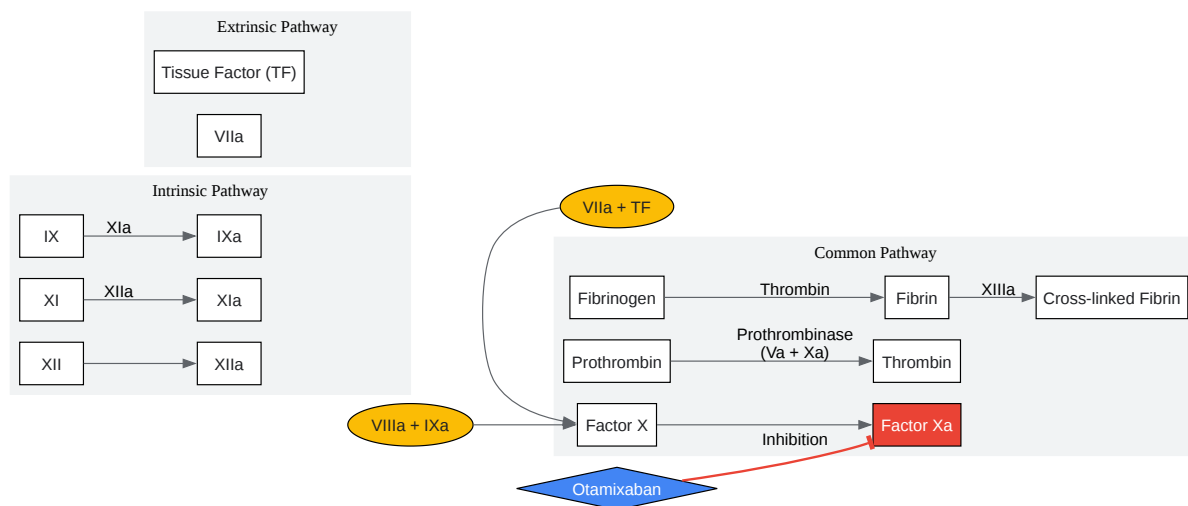 Extrinsic Pathway
Tissue Factor (TF)
VIIa
Intrinsic Pathway
IX
XIa
IXa
XI
XIIa
XIa
XII
XIIa
VIIa + TF
Common Pathway
Fibrinogen
Thrombin
Fibrin
XIIIa
Cross-linked Fibrin
Prothrombin
Prothrombinase
(Va + Xa)
Thrombin
VIIIa + IXa
Factor X
Factor Xa
Inhibition
Otamixaban